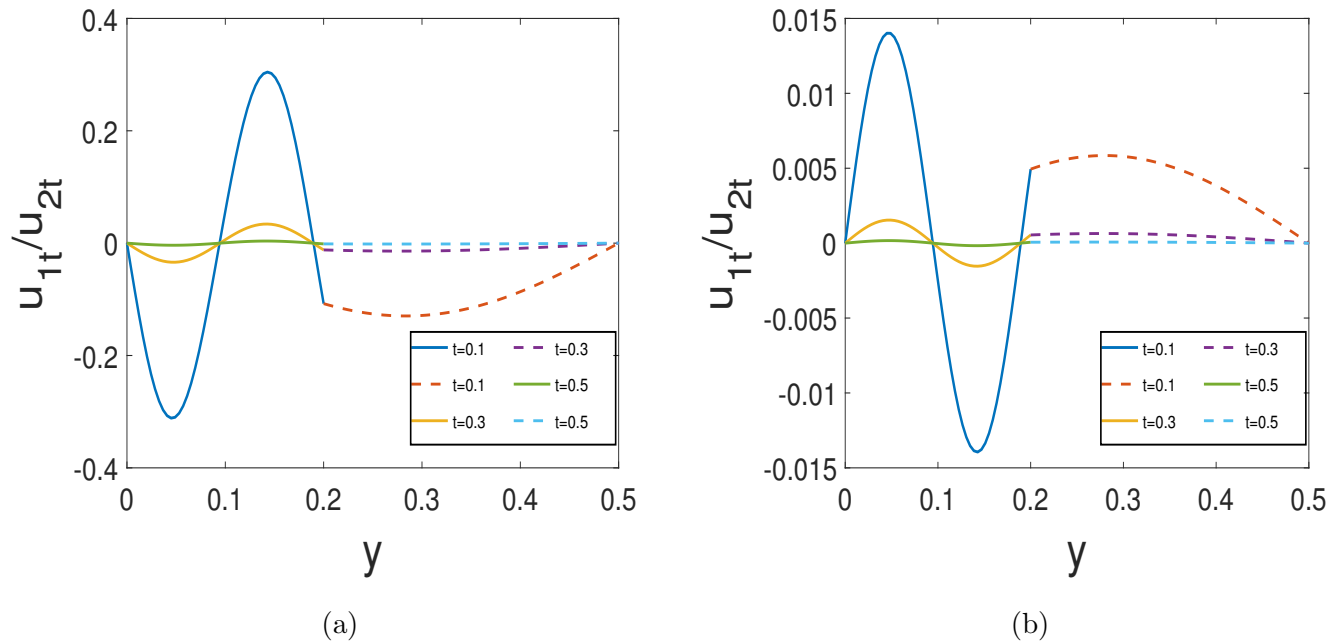 0.4
0.2
0
-0.2
-0.4
u1t/u2t
0 0.1 0.2 0.3 0.4 0.5
y
t=0.1 t=0.3
t=0.1 t=0.5
t=0.3 t=0.5
(a)
0.015
0.01
0.005
0
-0.005
-0.01
-0.015
u1t/u2t
0 0.1 0.2 0.3 0.4 0.5
y
t=0.1 t=0.3
t=0.1 t=0.5
t=0.3 t=0.5
(b)